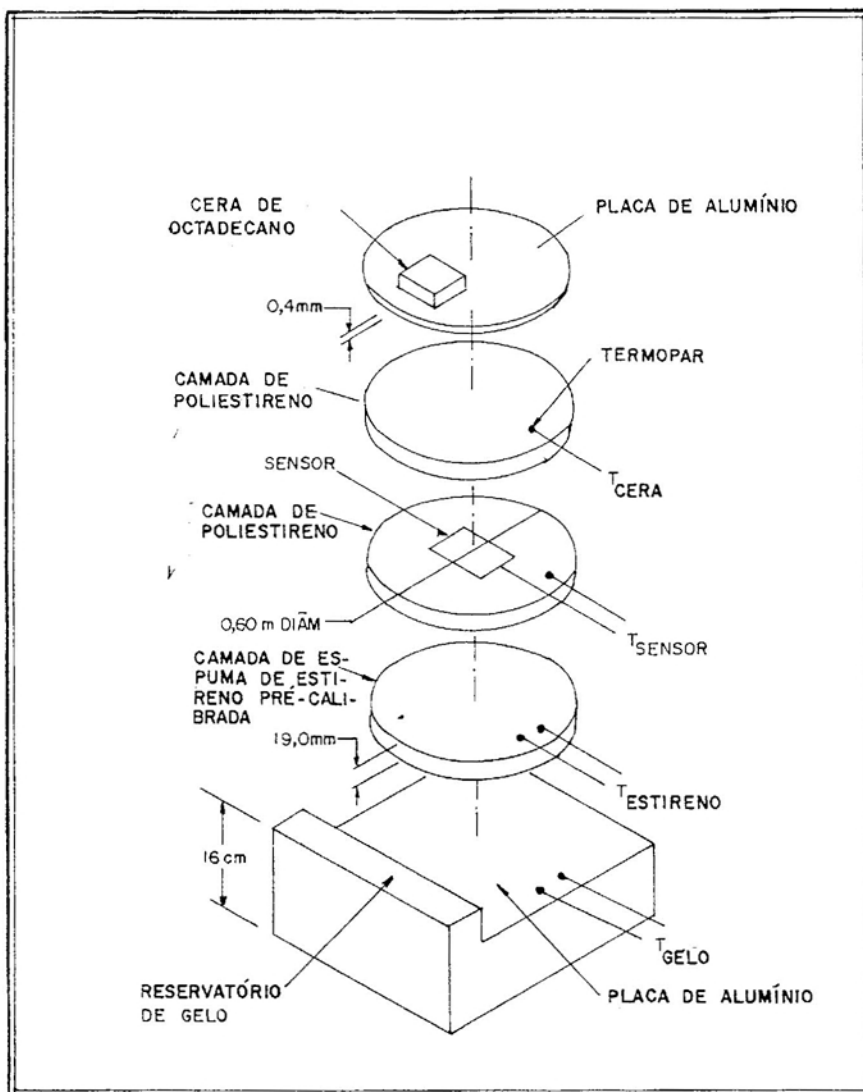 CERA DE
OCTADECANO
PLACA DE ALUMÍNIO
0,4mm
TERMOPAR
CAMADA DE
POLIESTIRENO
T CERA
SENSOR
CAMADA DE
POLIESTIRENO
0,60 m DIÂM
T SENSOR
CAMADA DE ES-
PUMA DE ESTI-
RENO PRÉ-CALI-
BRADA
19,0mm
T ESTIRENO
16 cm
T GELO
RESERVATÓRIO
DE GELO
PLACA DE ALUMÍNIO